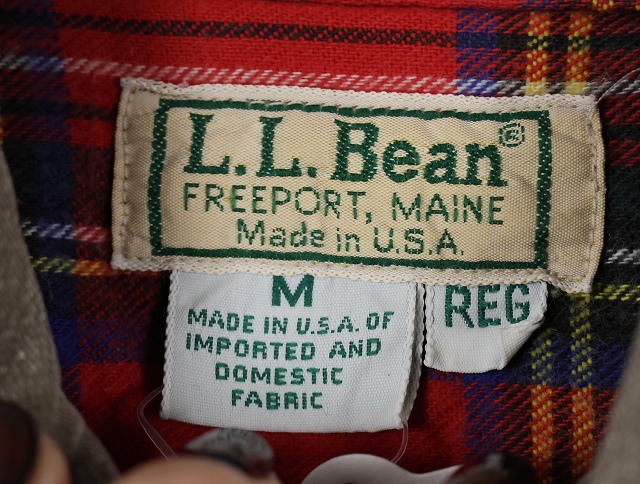 L.L.Bean®
FREEPORT, MAINE
Made in U.S.A.
M
MADE IN U.S.A. OF
IMPORTED AND
DOMESTIC
FABRIC
REG